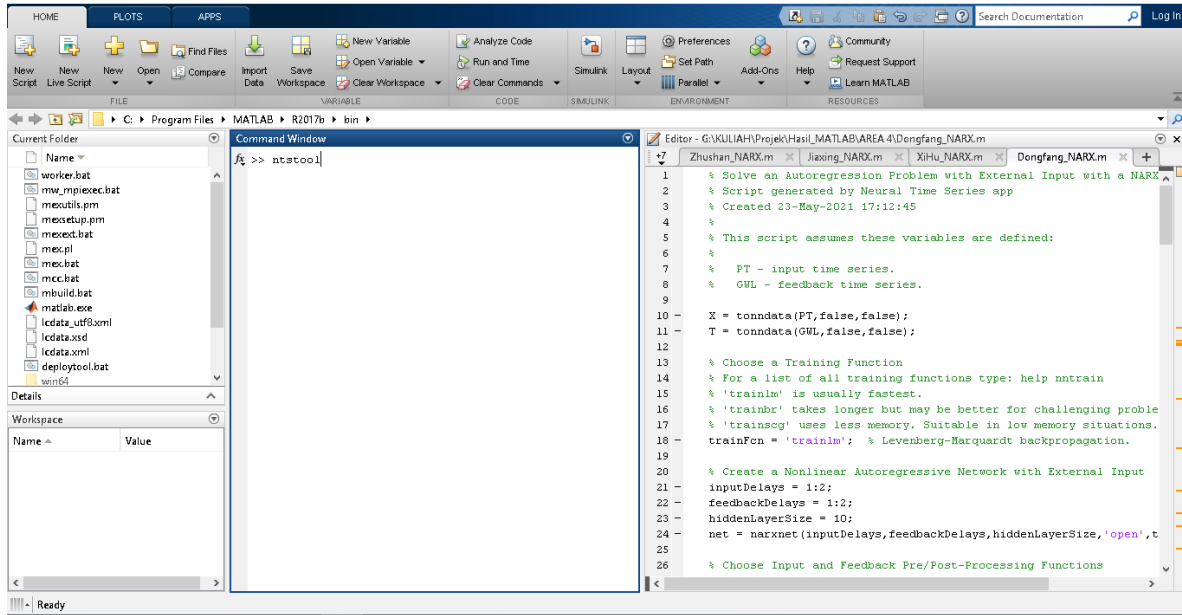 HOME PLOTS APPS Search Documentation Log In
New Script
New Live Script
New
Open
Find Files
Compare
Import Data
Save Workspace
New Variable
Open Variable
Clear Workspace
Analyze Code
Run and Time
Clear Commands
Simulink
Layout
Preferences
Set Path
Parallel
Add-Ons
Help
Community
Request Support
Learn MATLAB
FILE VARIABLE CODE SIMULINK ENVIRONMENT RESOURCES
C: Program Files MATLAB R2017b bin
Current Folder
Name
worker.bat
mw_mpiexec.bat
mexutils.pm
mexsetup.pm
mexext.bat
mex.pl
mex.bat
mcc.bat
mbuild.bat
matlab.exe
lcdata_utf8.xml
lcdata.xsd
lcdata.xml
deploytool.bat
win64
Details
Workspace
Name Value
Command Window
fx >> ntstool
Editor - G:\KULIAH\Projek\Hasil_MATLAB\AREA 4\Dongfang_NARX.m
+7 Zhushan_NARX.m Jiaxing_NARX.m XiHu_NARX.m Dongfang_NARX.m +
1 % Solve an Autoregression Problem with External Input with a NARX
2 % Script generated by Neural Time Series app
3 % Created 23-May-2021 17:12:45
4 %
5 % This script assumes these variables are defined:
6 %
7 % PT - input time series.
8 % GWL - feedback time series.
9
10 - X = tonndata(PT,false,false);
11 - T = tonndata(GWL,false,false);
12
13 % Choose a Training Function
14 % For a list of all training functions type: help nntrain
15 % 'trainlm' is usually fastest.
16 % 'trainbr' takes longer but may be better for challenging proble
17 % 'trainscg' uses less memory. Suitable in low memory situations.
18 - trainFcn = 'trainlm'; % Levenberg-Marquardt backpropagation.
19
20 % Create a Nonlinear Autoregressive Network with External Input
21 - inputDelays = 1:2;
22 - feedbackDelays = 1:2;
23 - hiddenLayerSize = 10;
24 - net = narxnet(inputDelays,feedbackDelays,hiddenLayerSize,'open',t
25
26 % Choose Input and Feedback Pre/Post-Processing Functions
Ready